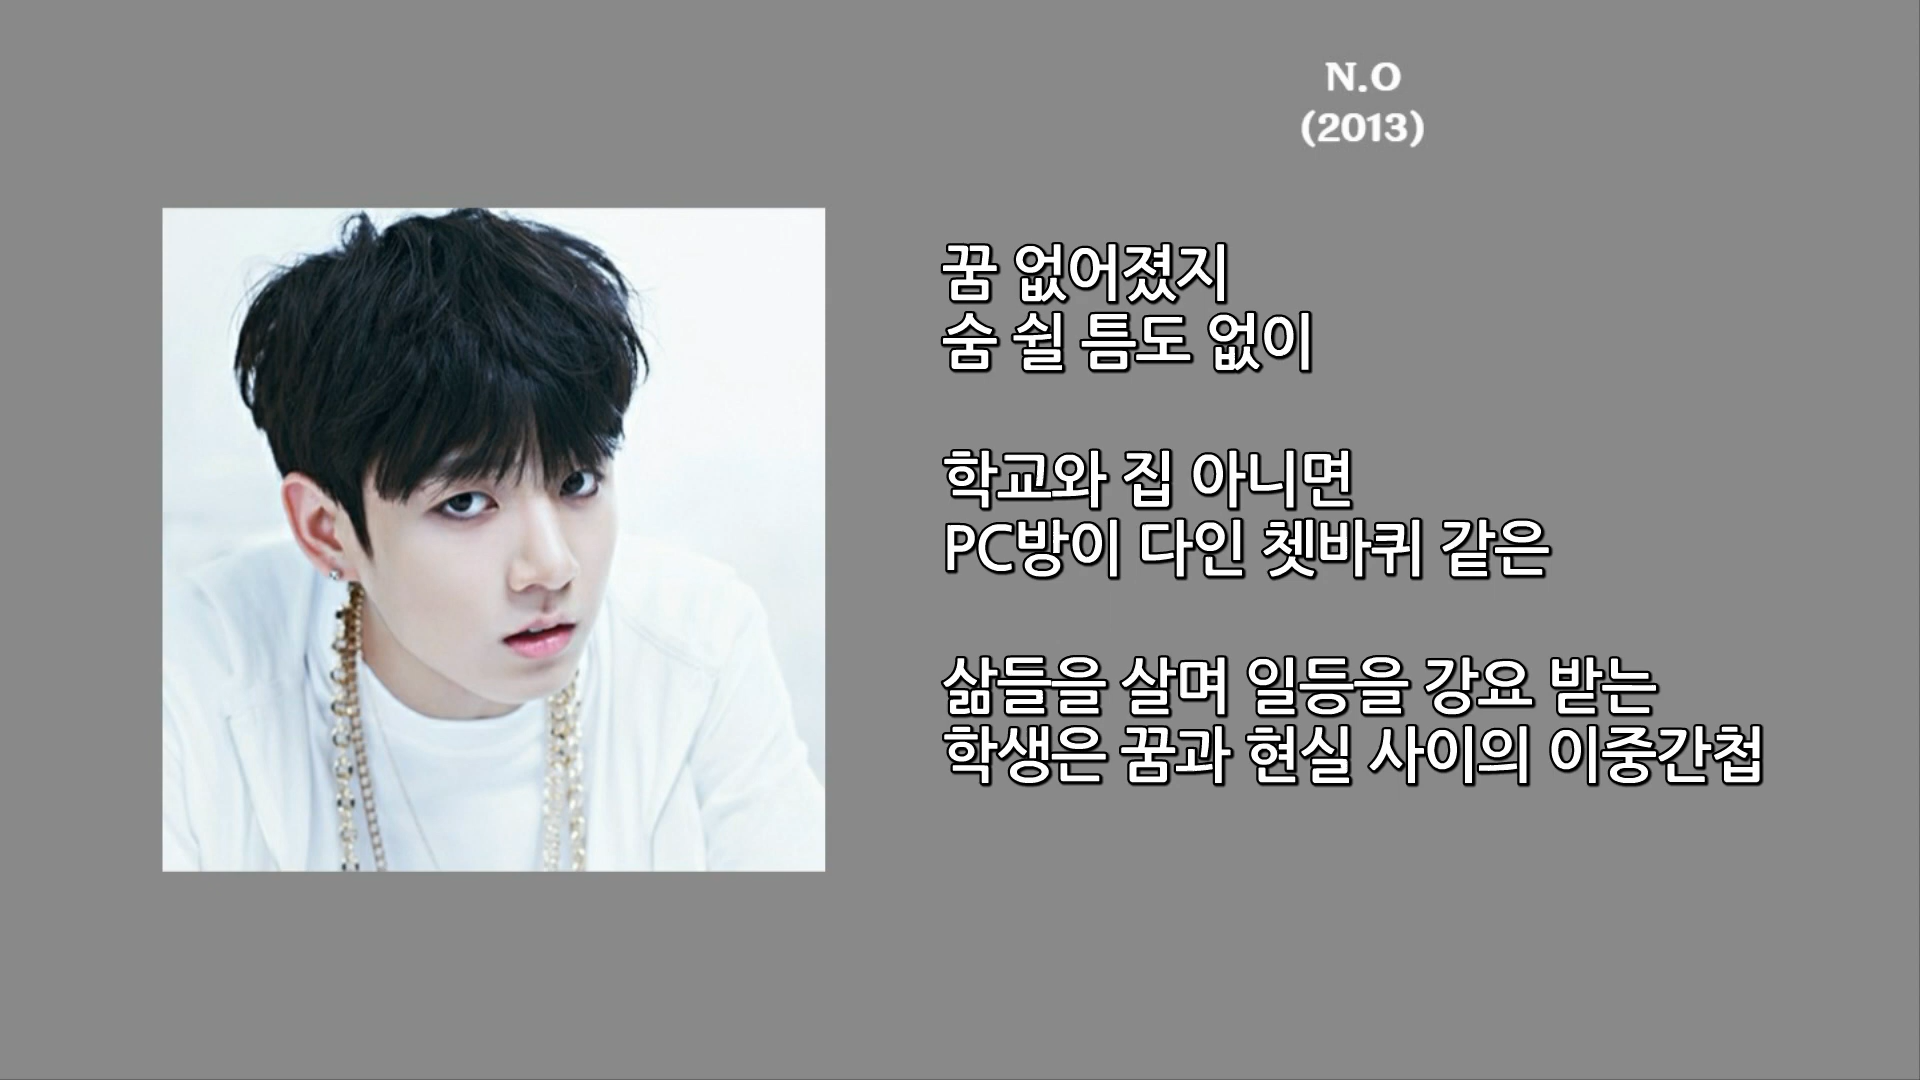 N.O
(2013)
꿈 없어졌지
숨 쉴 틈도 없이
학교와 집 아니면
PC방이 다인 쳇바퀴 같은
삶들을 살며 일등을 강요 받는
학생은 꿈과 현실 사이의 이중간첩